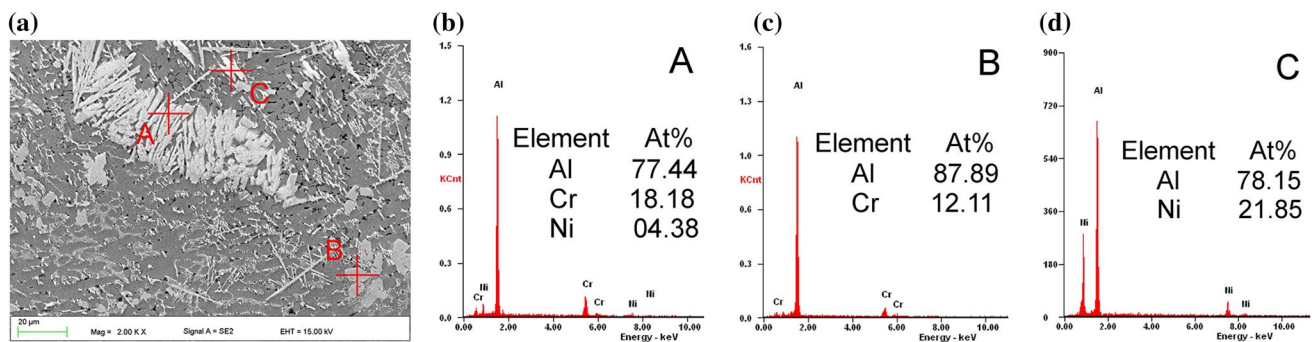 (a)
A
C
B
20 µm
Mag = 2.00 K X
Signal A = SE2
EHT = 15.00 kV
(b)
A
1.5
1.2
0.9
KCnt
0.6
0.3
0.0
Al
Element At%
Al 77.44
Cr 18.18
Ni 04.38
Cr
Ni
Cr
Cr
Ni
Ni
0.00 2.00 4.00 6.00 8.00 10.00
Energy - keV
(c)
B
1.6
1.3
1.0
KCnt
0.6
0.3
0.0
Al
Element At%
Al 87.89
Cr 12.11
Cr
Cr
Cr
0.00 2.00 4.00 6.00 8.00 10.00
Energy - keV
(d)
C
900
720
540
360
180
0.0
Al
Element At%
Al 78.15
Ni 21.85
Ni
Ni
Ni
0.00 2.00 4.00 6.00 8.00 10.00
Energy - keV